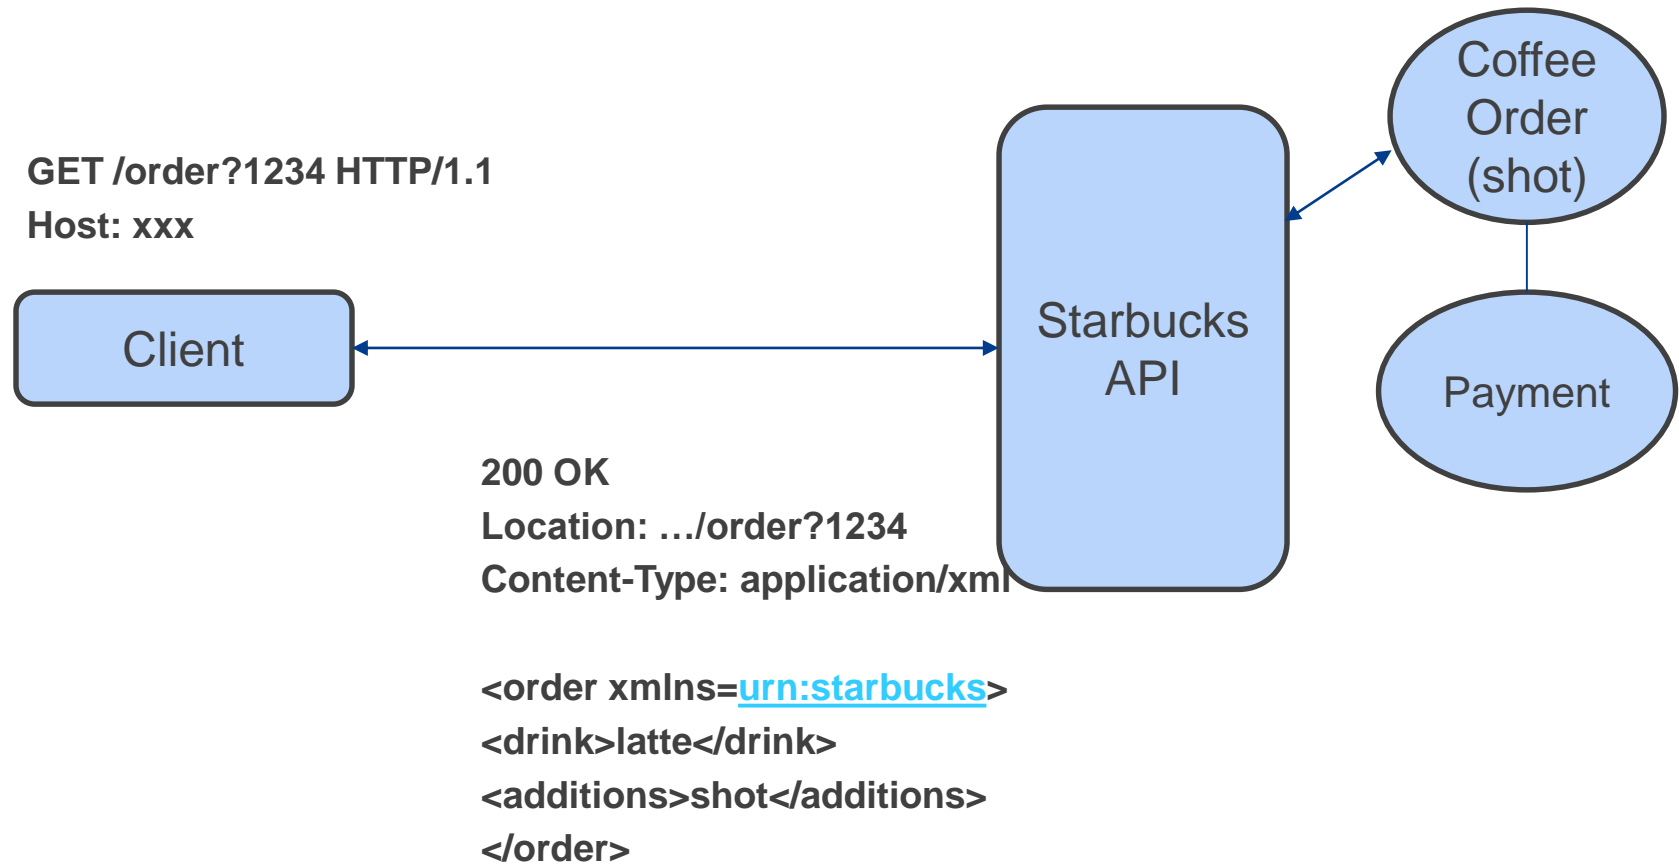 GET /order?1234 HTTP/1.1
Host: xxx
Client
Starbucks
API
Coffee
Order
(shot)
Payment
200 OK
Location: …/order?1234
Content-Type: application/xml
<order xmlns=urn:starbucks>
<drink>latte</drink>
<additions>shot</additions>
</order>